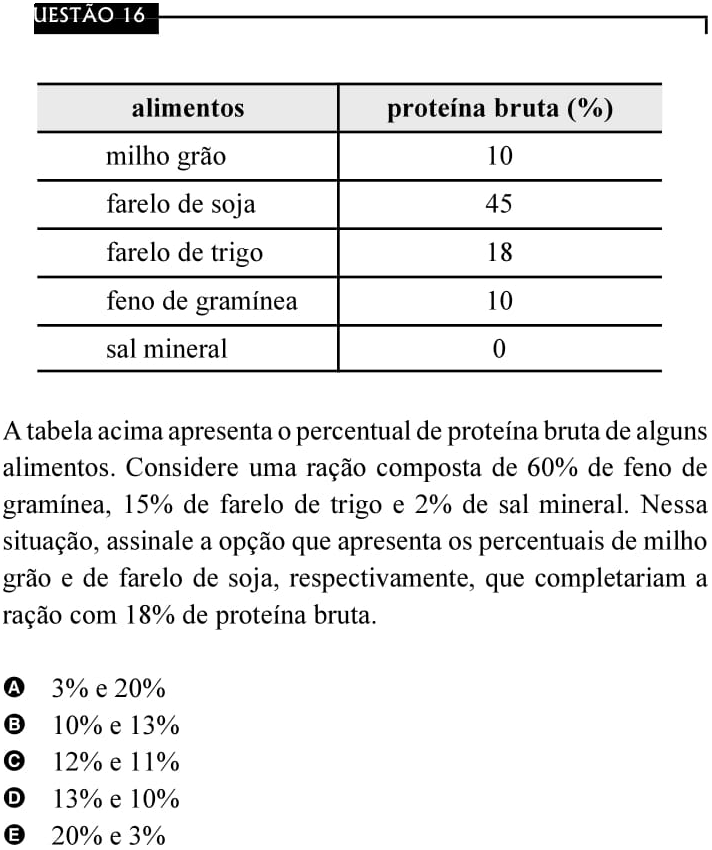 UESTÃO 16
alimentos proteína bruta (%)
milho grão 10
farelo de soja 45
farelo de trigo 18
feno de gramínea 10
sal mineral 0
A tabela acima apresenta o percentual de proteína bruta de alguns
alimentos. Considere uma ração composta de 60% de feno de
gramínea, 15% de farelo de trigo e 2% de sal mineral. Nessa
situação, assinale a opção que apresenta os percentuais de milho
grão e de farelo de soja, respectivamente, que completariam a
ração com 18% de proteína bruta.
A 3% e 20%
B 10% e 13%
C 12% e 11%
D 13% e 10%
E 20% e 3%